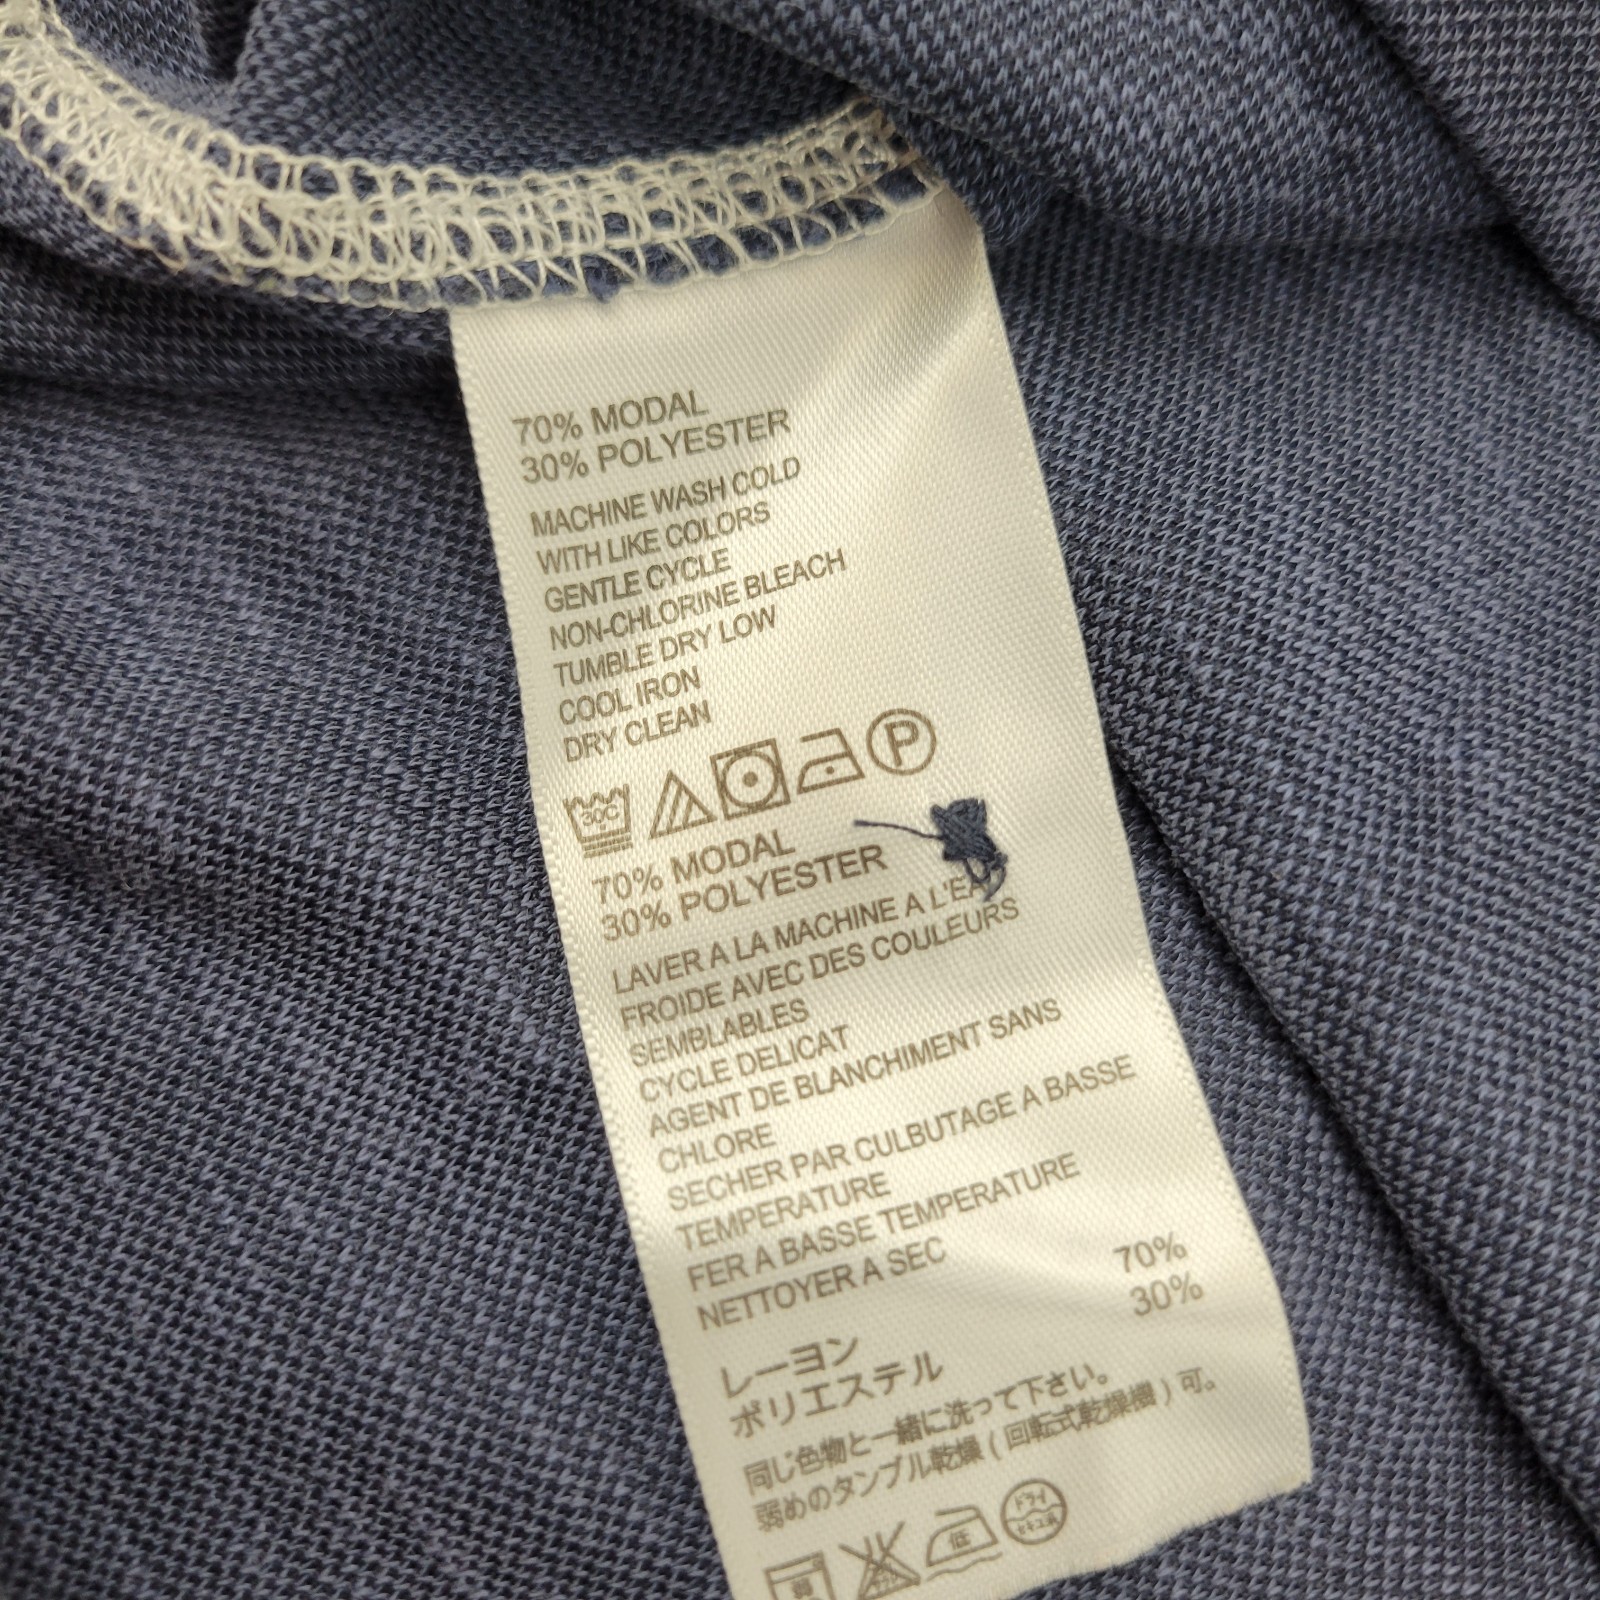 70% MODAL
30% POLYESTER
MACHINE WASH COLD
WITH LIKE COLORS
GENTLE CYCLE
NON-CHLORINE BLEACH
TUMBLE DRY LOW
COOL IRON
DRY CLEAN
30C P
70% MODAL
30% POLYESTER
LAVER A LA MACHINE A L'EA
FROIDE AVEC DES COULEURS
SEMBLABLES
CYCLE DELICAT
AGENT DE BLANCHIMENT SANS
CHLORE
SECHER PAR CULBUTAGE A BASSE
TEMPERATURE
FER A BASSE TEMPERATURE
NETTOYER A SEC
レーヨン 70%
ポリエステル 30%
同じ色物と一緒に洗って下さい。
弱めのタンブル乾燥(回転式乾燥機)可。
低 ドライ